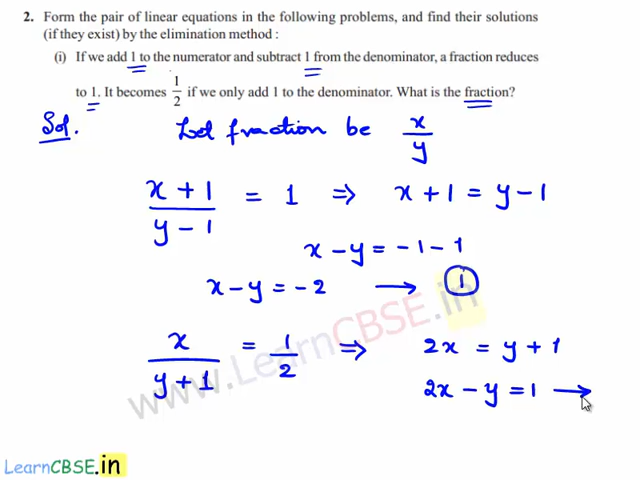 2. Form the pair of linear equations in the following problems, and find their solutions
(if they exist) by the elimination method :
(i) If we add 1 to the numerator and subtract 1 from the denominator, a fraction reduces
to 1. It becomes 1/2 if we only add 1 to the denominator. What is the fraction?
Sol. Let fraction be x/y
(x + 1)/(y − 1) = 1 ⇒ x + 1 = y − 1
x − y = −1 − 1
x − y = −2 → ①
x/(y + 1) = 1/2 ⇒ 2x = y + 1
2x − y = 1 →
www.LearnCBSE.in
LearnCBSE.in